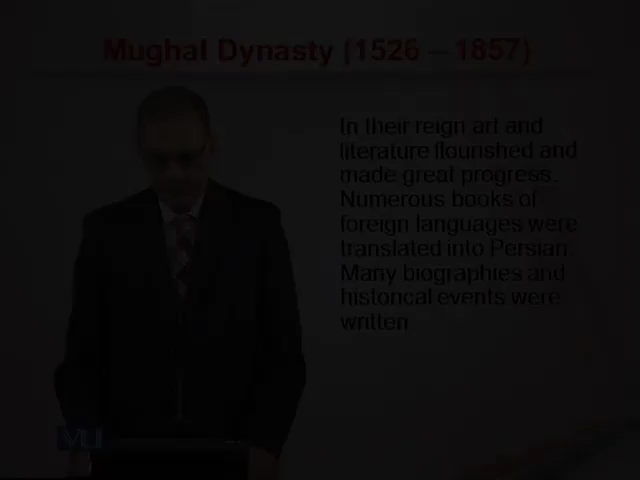 Mughal Dynasty (1526 – 1857)
In their reign art and
literature flourished and
made great progress.
Numerous books of
foreign languages were
translated into Persian.
Many biographies and
historical events were
written
VU